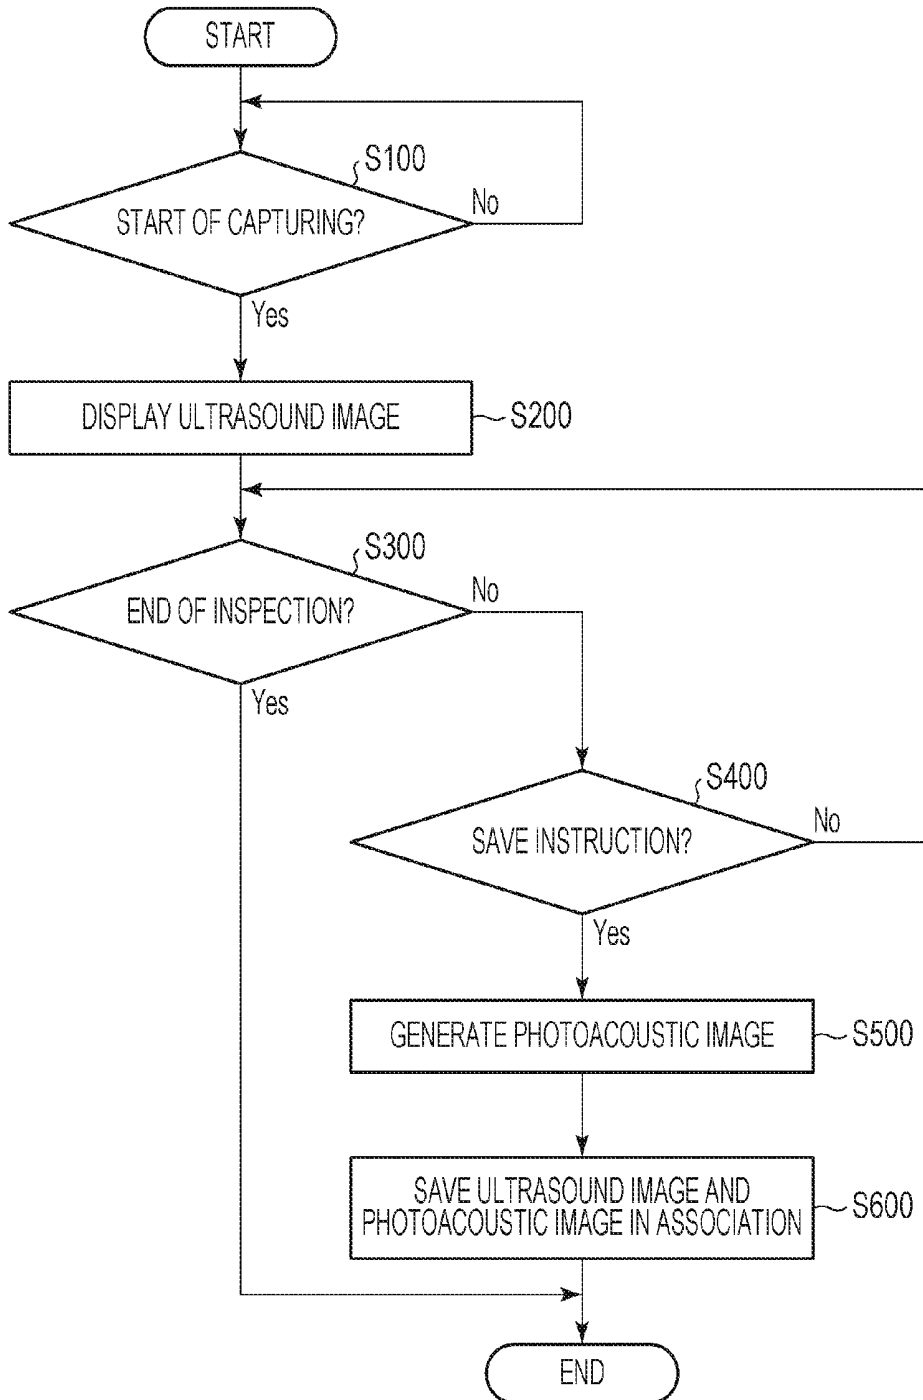 START
S100
START OF CAPTURING?
No
Yes
DISPLAY ULTRASOUND IMAGE
S200
S300
END OF INSPECTION?
No
Yes
S400
SAVE INSTRUCTION?
No
Yes
GENERATE PHOTOACOUSTIC IMAGE
S500
SAVE ULTRASOUND IMAGE AND
PHOTOACOUSTIC IMAGE IN ASSOCIATION
S600
END